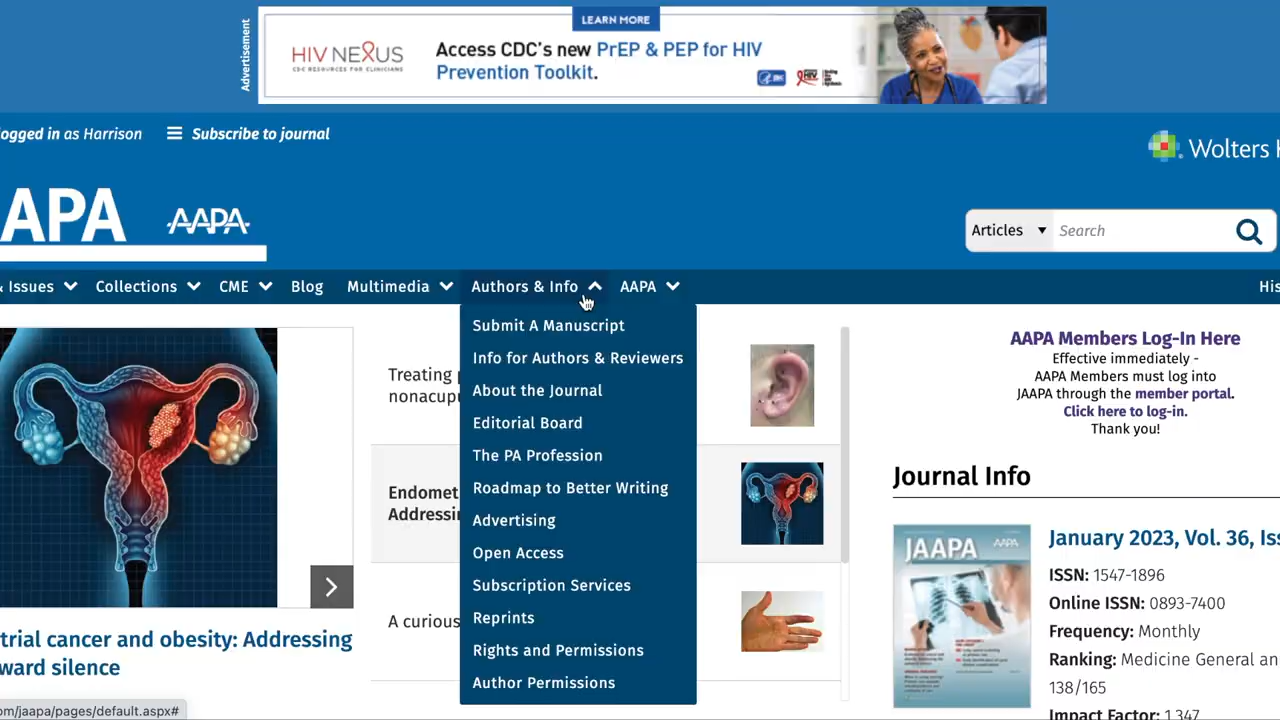 Advertisement
LEARN MORE
HIV NEXUS
CDC RESOURCES FOR CLINICIANS
Access CDC's new PrEP & PEP for HIV
Prevention Toolkit.
ogged in as Harrison
Subscribe to journal
Wolters
APA
AAPA
Articles
Search
& Issues
Collections
CME
Blog
Multimedia
Authors & Info
AAPA
His
Submit A Manuscript
Info for Authors & Reviewers
About the Journal
Editorial Board
The PA Profession
Roadmap to Better Writing
Advertising
Open Access
Subscription Services
Reprints
Rights and Permissions
Author Permissions
Treating
nonacupu
Endomet
Addressi
A curious
trial cancer and obesity: Addressing
ward silence
AAPA Members Log-In Here
Effective immediately -
AAPA Members must log into
JAAPA through the member portal.
Click here to log-in.
Thank you!
Journal Info
JAAPA
AAPA
January 2023, Vol. 36, Iss
ISSN: 1547-1896
Online ISSN: 0893-7400
Frequency: Monthly
Ranking: Medicine General an
138/165
Impact Factor: 1.347
om/jaapa/pages/default.aspx#